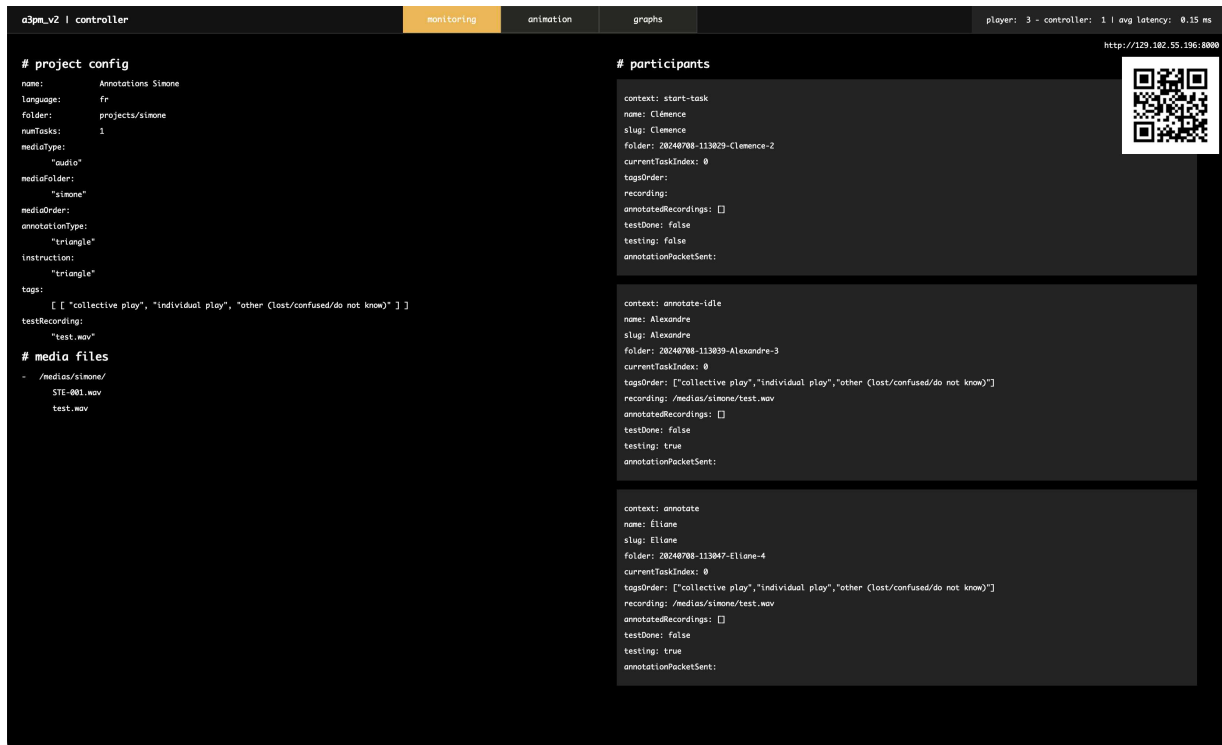 a3pm_v2 | controller
monitoring
animation
graphs
player: 3 - controller: 1 | avg latency: 0.15 ms
http://129.102.55.196:8000
# project config
name: Annotations Simone
language: fr
folder: projects/simone
numTasks: 1
mediaType:
"audio"
mediaFolder:
"simone"
mediaOrder:
annotationType:
"triangle"
instruction:
"triangle"
tags:
[ [ "collective play", "individual play", "other (lost/confused/do not know)" ] ]
testRecording:
"test.wav"
# media files
- /medias/simone/
STE-001.wav
test.wav
# participants
context: start-task
name: Clémence
slug: Clemence
folder: 20240708-113029-Clemence-2
currentTaskIndex: 0
tagsOrder:
recording:
annotatedRecordings: []
testDone: false
testing: false
annotationPacketSent:
context: annotate-idle
name: Alexandre
slug: Alexandre
folder: 20240708-113039-Alexandre-3
currentTaskIndex: 0
tagsOrder: ["collective play","individual play","other (lost/confused/do not know)"]
recording: /medias/simone/test.wav
annotatedRecordings: []
testDone: false
testing: true
annotationPacketSent:
context: annotate
name: Éliane
slug: Eliane
folder: 20240708-113047-Eliane-4
currentTaskIndex: 0
tagsOrder: ["collective play","individual play","other (lost/confused/do not know)"]
recording: /medias/simone/test.wav
annotatedRecordings: []
testDone: false
testing: true
annotationPacketSent: